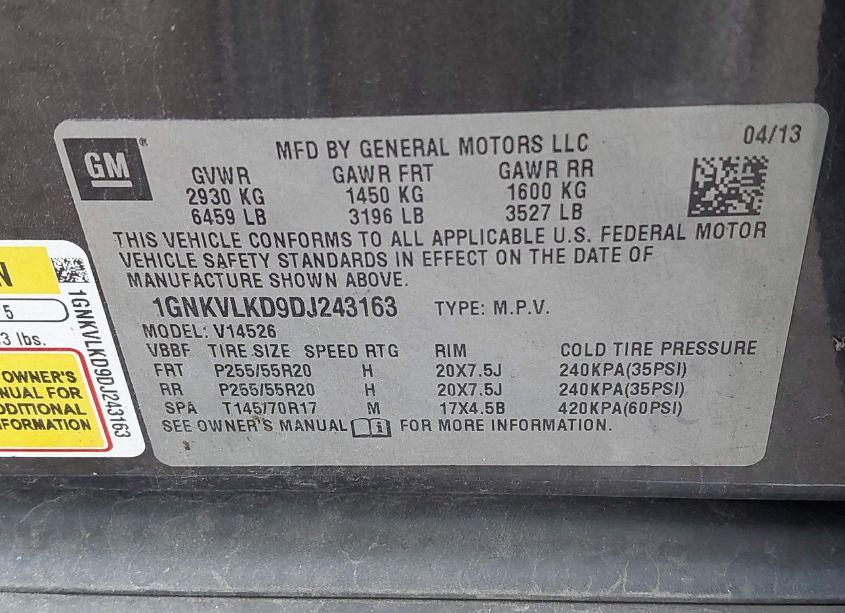 GM
MFD BY GENERAL MOTORS LLC
04/13
GVWR GAWR FRT GAWR RR
2930 KG 1450 KG 1600 KG
6459 LB 3196 LB 3527 LB
THIS VEHICLE CONFORMS TO ALL APPLICABLE U.S. FEDERAL MOTOR
VEHICLE SAFETY STANDARDS IN EFFECT ON THE DATE OF
MANUFACTURE SHOWN ABOVE.
1GNKVLKD9DJ243163 TYPE: M.P.V.
MODEL: V14526
VBBF TIRE SIZE SPEED RTG RIM COLD TIRE PRESSURE
FRT P255/55R20 H 20X7.5J 240KPA(35PSI)
RR P255/55R20 H 20X7.5J 240KPA(35PSI)
SPA T145/70R17 M 17X4.5B 420KPA(60PSI)
SEE OWNER'S MANUAL FOR MORE INFORMATION.
N
5
3 lbs.
OWNER'S
NUAL FOR
DDITIONAL
FORMATION
1GNKVLKD9DJ243163